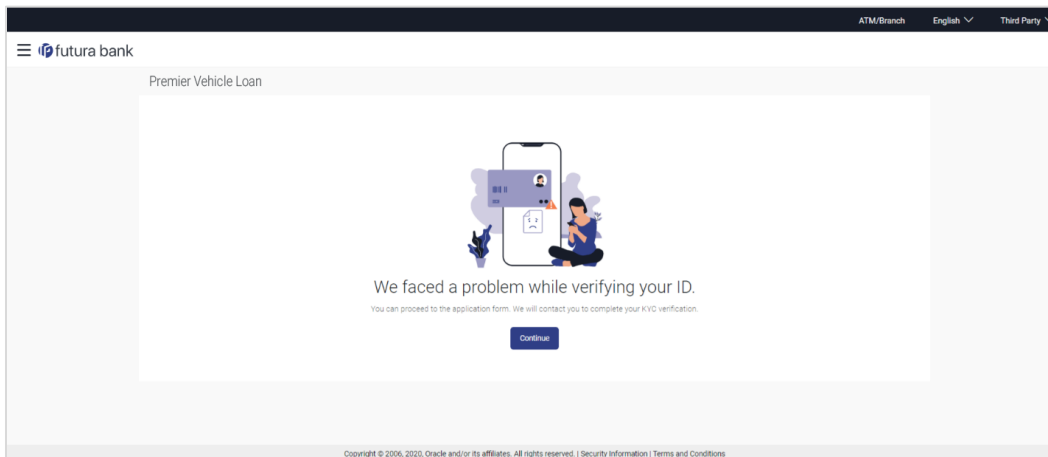 ATM/Branch English Third Party
futura bank
Premier Vehicle Loan
We faced a problem while verifying your ID.
You can proceed to the application form. We will contact you to complete your KYC verification.
Continue
Copyright © 2006, 2020, Oracle and/or its affiliates. All rights reserved. | Security Information | Terms and Conditions